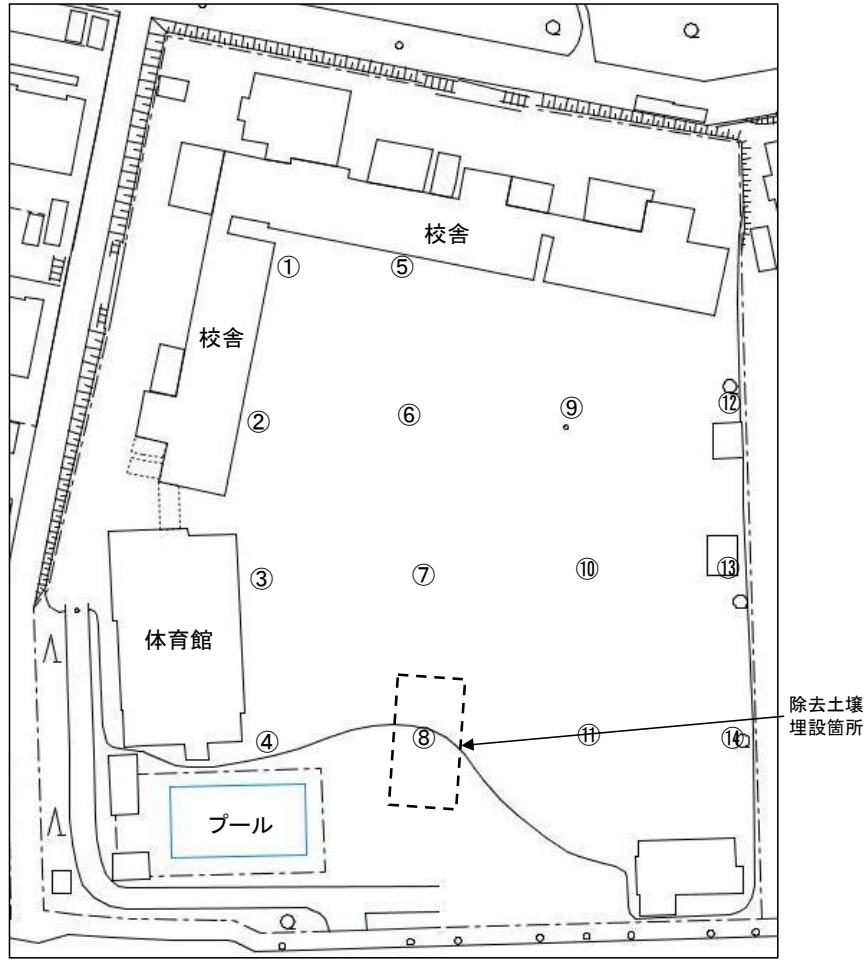 校舎
①
⑤
校舎
②
⑥
⑨
⑫
③
⑦
⑩
⑬
体育館
除去土壌
埋設箇所
④
⑧
⑪
⑭
プール